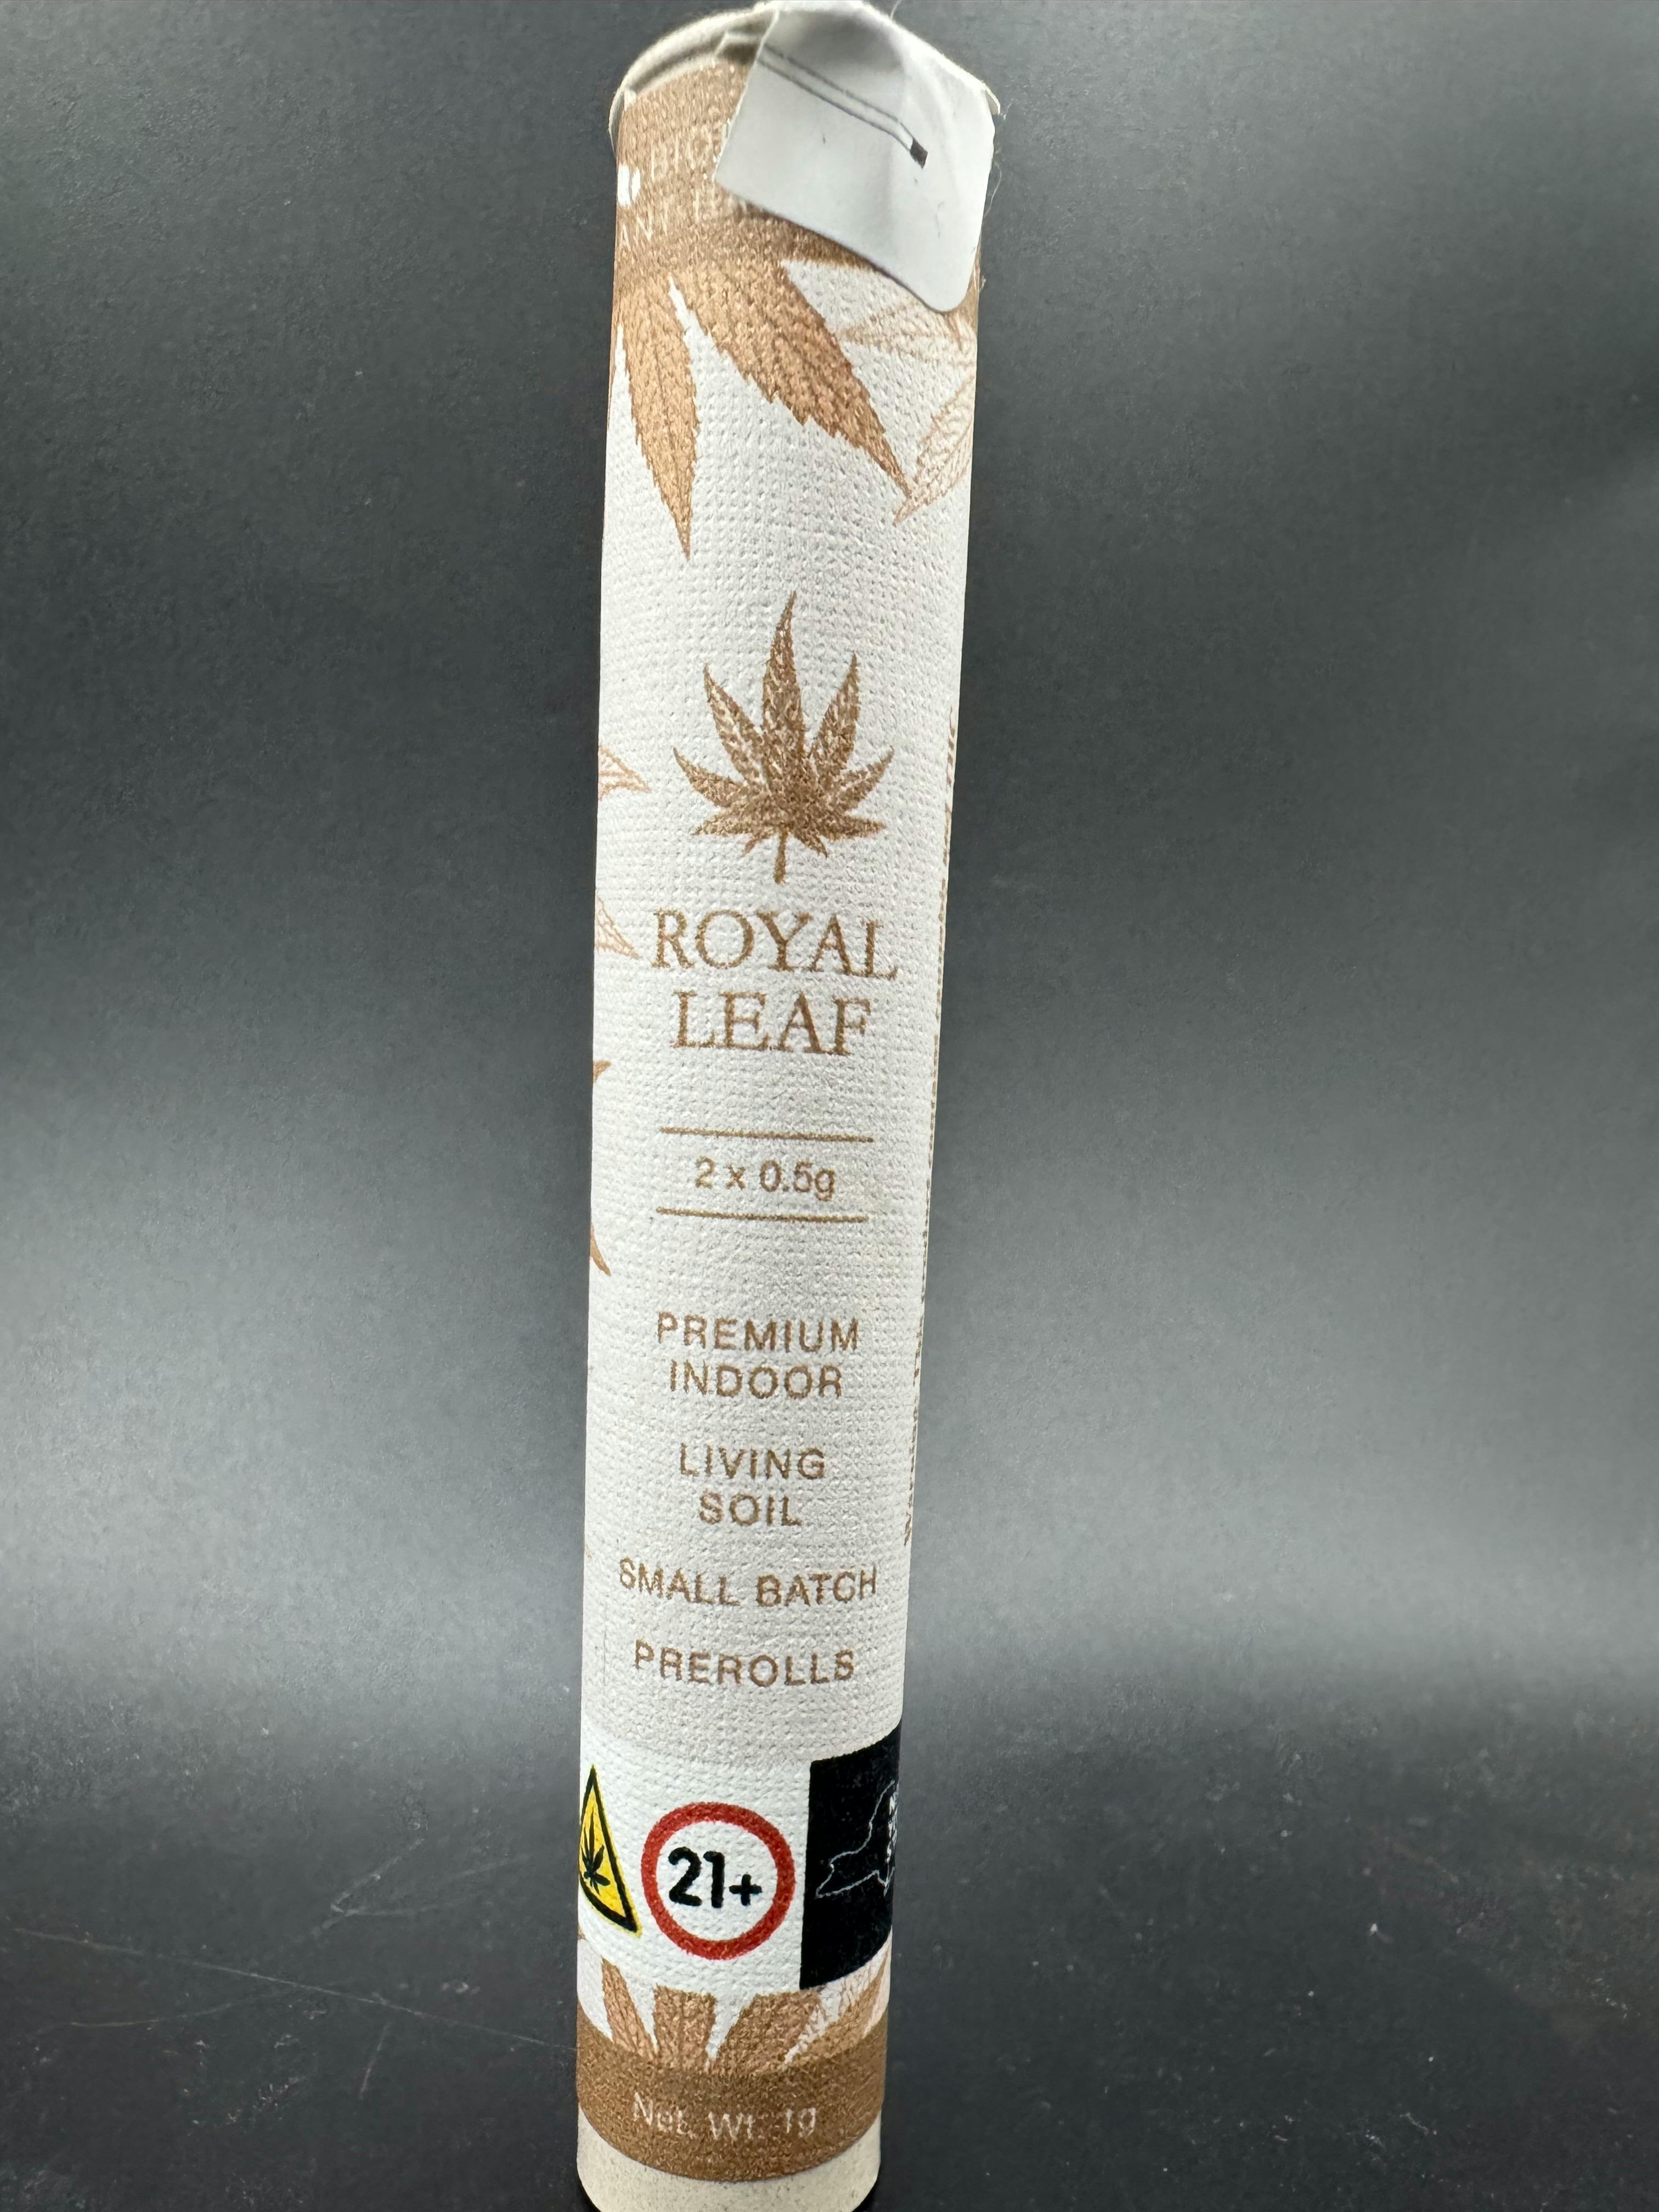 ROYAL
LEAF
2 x 0.5g
PREMIUM
INDOOR
LIVING
SOIL
SMALL BATCH
PREROLLS
21+
Net. Wt. 1g